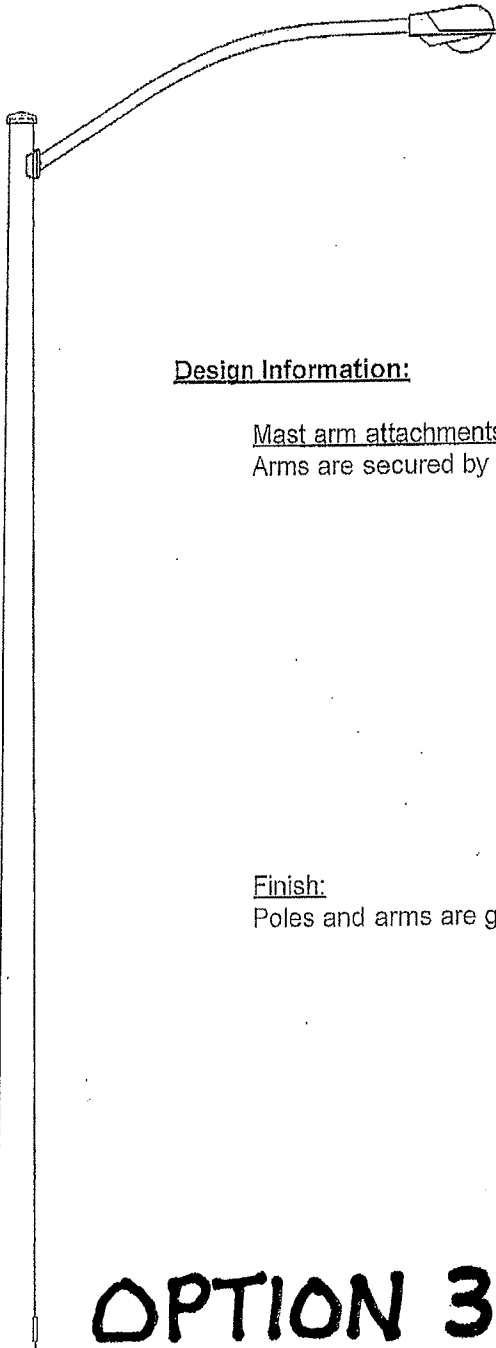 Design Information:
Mast arm attachments
Arms are secured by
Finish:
Poles and arms are g
OPTION 3